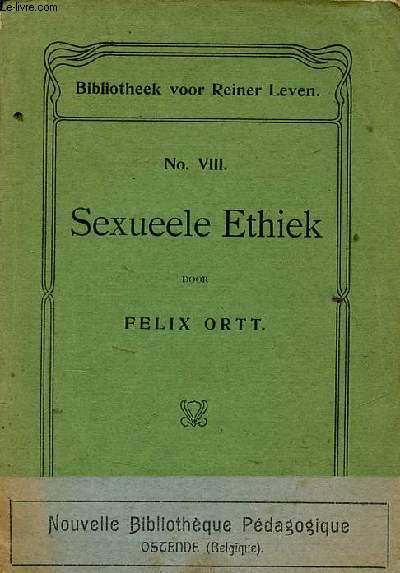 © Le-livre.com
Bibliotheek voor Reiner Leven.
No. VIII.
Sexueele Ethiek
DOOR
FELIX ORTT.
Nouvelle Bibliothèque Pédagogique
OSTENDE (Belgique).